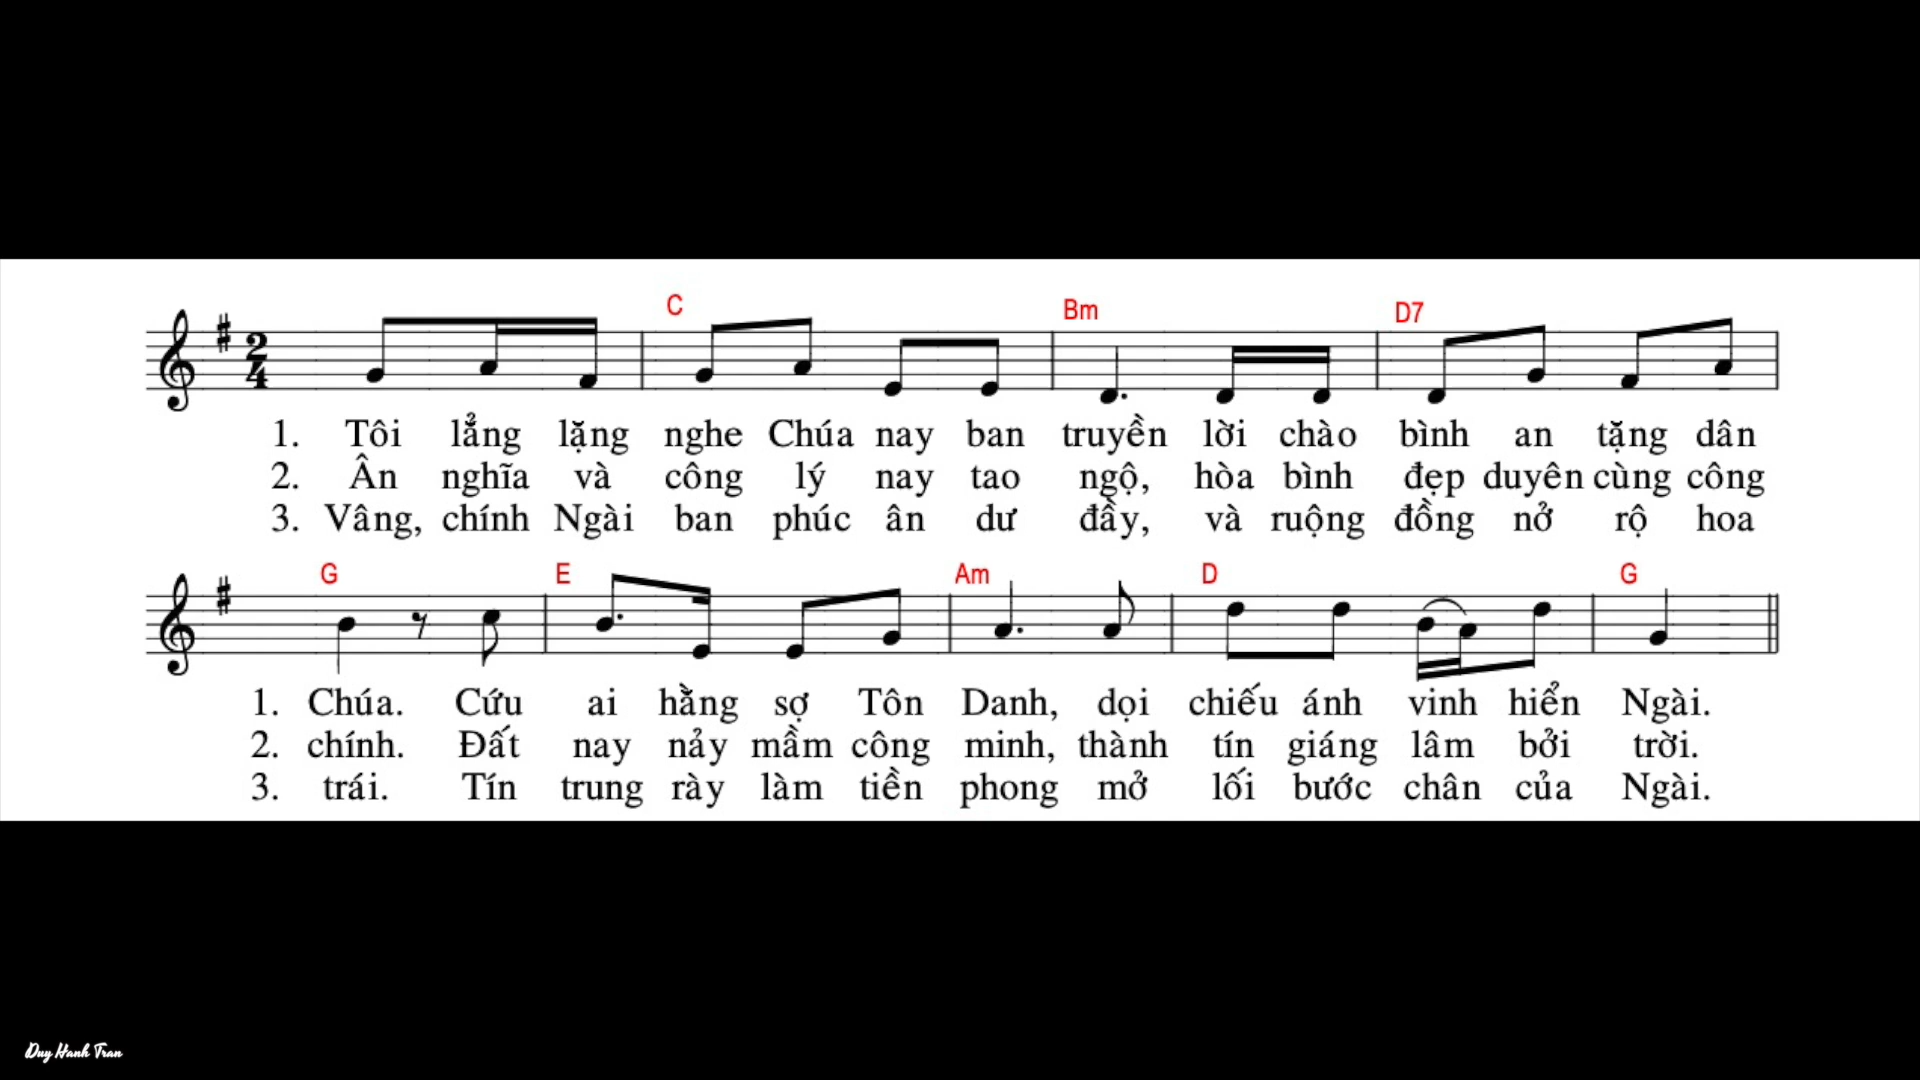 C Bm D7
2
4
1. Tôi lẳng lặng nghe Chúa nay ban truyền lời chào bình an tặng dân
2. Ân nghĩa và công lý nay tao ngộ, hòa bình đẹp duyên cùng công
3. Vâng, chính Ngài ban phúc ân dư đầy, và ruộng đồng nở rộ hoa
G E Am D G
1. Chúa. Cứu ai hằng sợ Tôn Danh, dọi chiếu ánh vinh hiển Ngài.
2. chính. Đất nay nảy mầm công minh, thành tín giáng lâm bởi trời.
3. trái. Tín trung rày làm tiền phong mở lối bước chân của Ngài.
Duy Hanh Tran